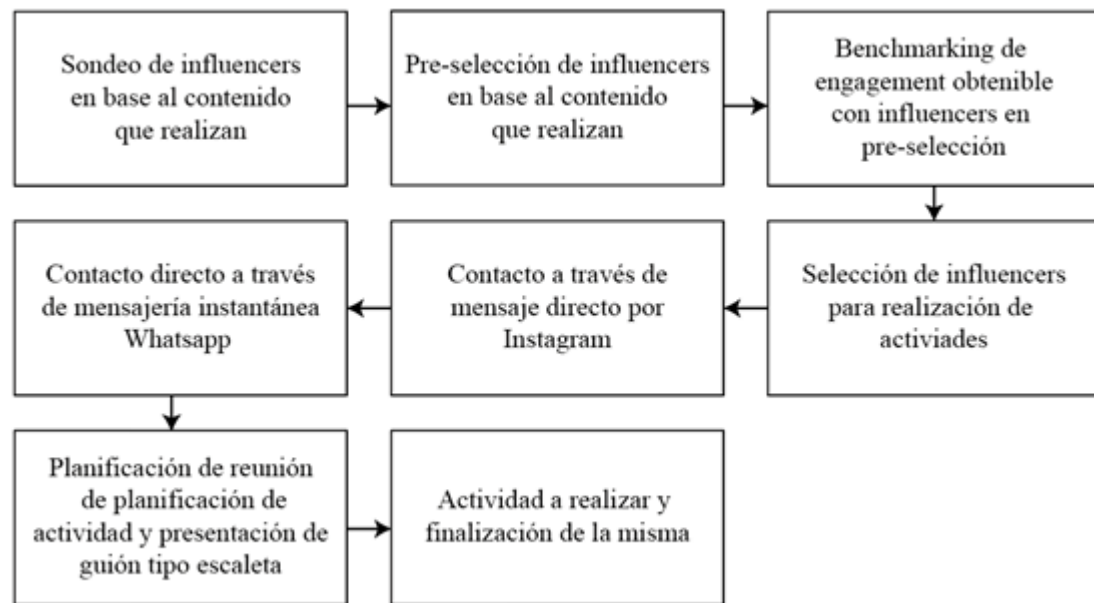 Sondeo de influencers
en base al contenido
que realizan
Pre-selección de influencers
en base al contenido
que realizan
Benchmarking de
engagement obtenible
con influencers en
pre-selección
Selección de influencers
para realización de
activiades
Contacto a través de
mensaje directo por
Instagram
Contacto directo a través
de mensajería instantánea
Whatsapp
Planificación de reunión
de planificación de
actividad y presentación de
guión tipo escaleta
Actividad a realizar y
finalización de la misma